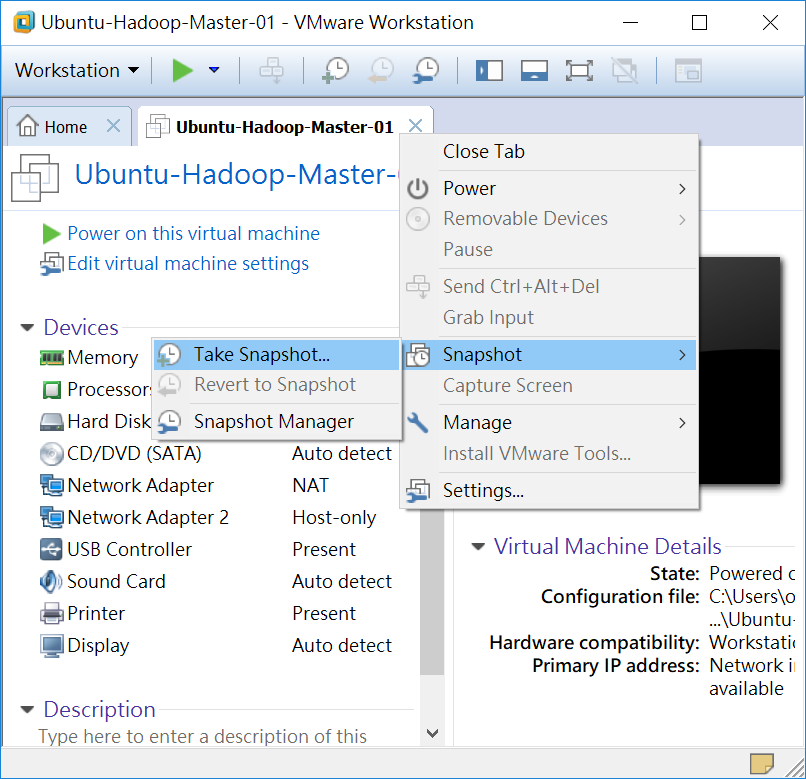 Ubuntu-Hadoop-Master-01 - VMware Workstation
Workstation
Home
Ubuntu-Hadoop-Master-01
Ubuntu-Hadoop-Master-
Power on this virtual machine
Edit virtual machine settings
Devices
Memory
Processors
Hard Disk
CD/DVD (SATA) Auto detect
Network Adapter NAT
Network Adapter 2 Host-only
USB Controller Present
Sound Card Auto detect
Printer Present
Display Auto detect
Description
Type here to enter a description of this
Close Tab
Power
Removable Devices
Pause
Send Ctrl+Alt+Del
Grab Input
Snapshot
Capture Screen
Manage
Install VMware Tools...
Settings...
Take Snapshot...
Revert to Snapshot
Snapshot Manager
Virtual Machine Details
State: Powered
Configuration file: C:\Users\o
...\Ubuntu-
Hardware compatibility: Workstatio
Primary IP address: Network i
available